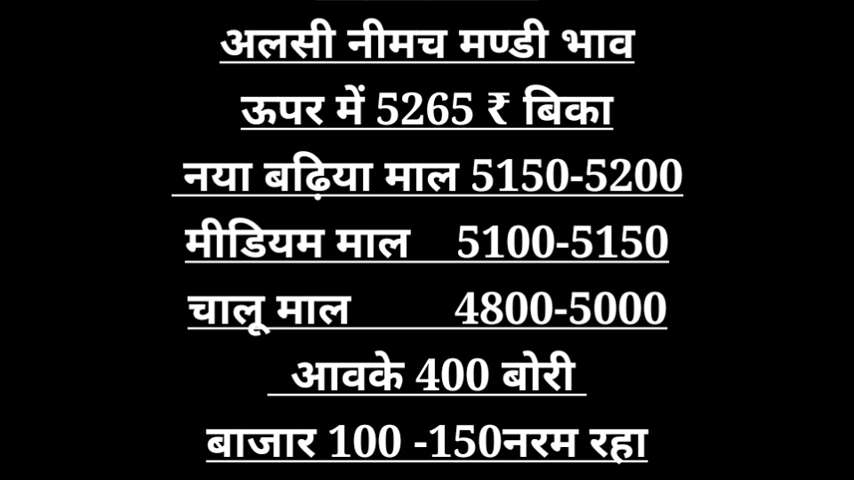 अलसी नीमच मण्डी भाव
ऊपर में 5265 ₹ बिका
नया बढ़िया माल 5150-5200
मीडियम माल 5100-5150
चालू माल 4800-5000
आवके 400 बोरी
बाजार 100 -150नरम रहा